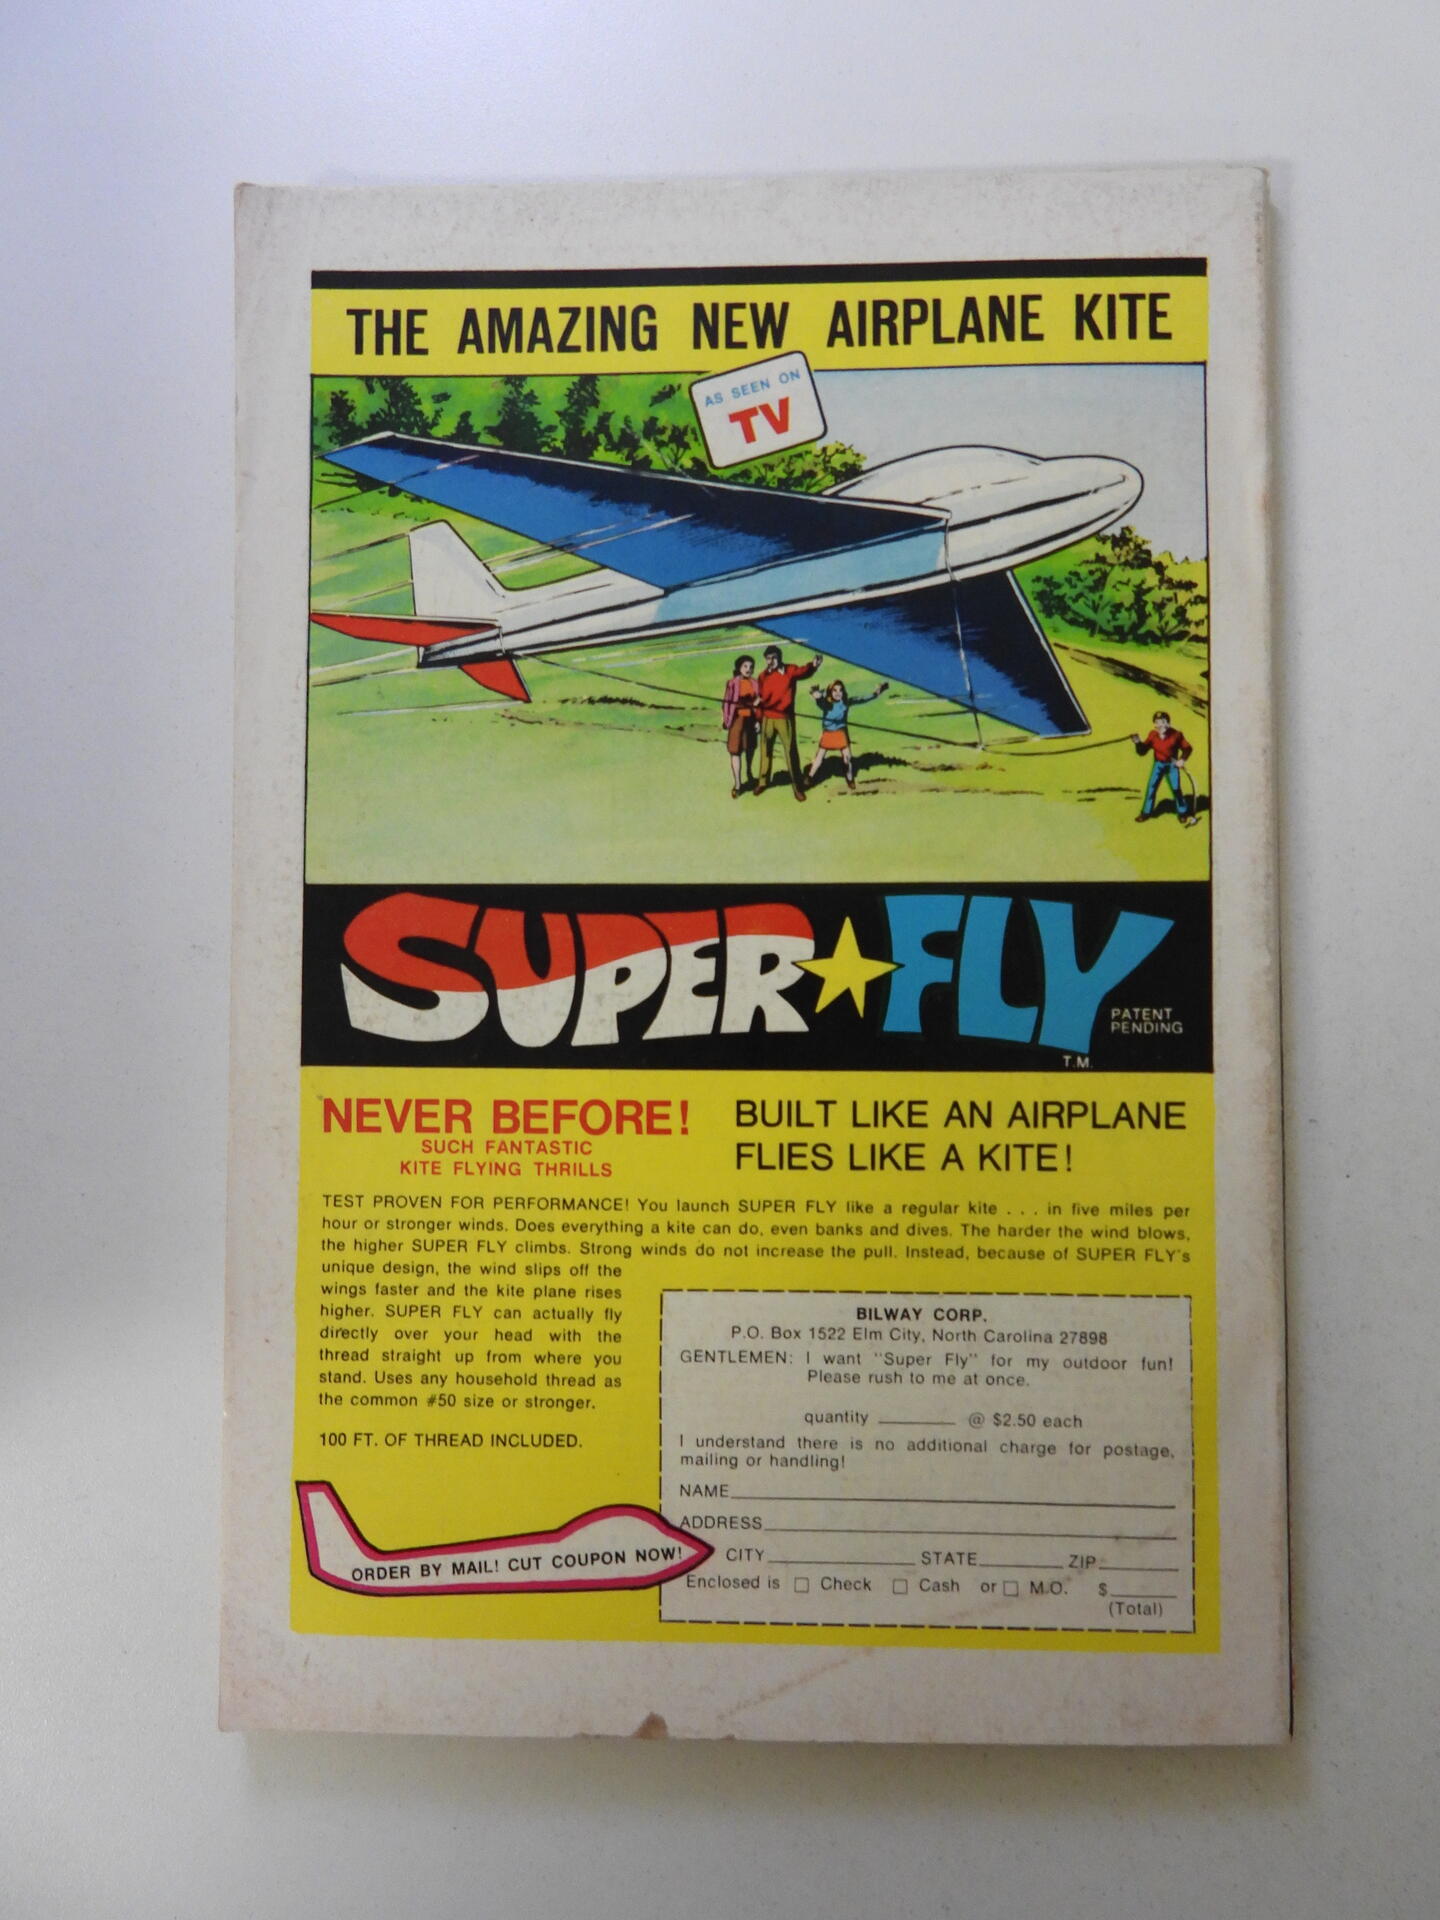 THE AMAZING NEW AIRPLANE KITE
AS SEEN ON
TV
SUPER FLY
PATENT
PENDING
T.M.
NEVER BEFORE!
SUCH FANTASTIC
KITE FLYING THRILLS
BUILT LIKE AN AIRPLANE
FLIES LIKE A KITE!
TEST PROVEN FOR PERFORMANCE! You launch SUPER FLY like a regular kite . . . in five miles per
hour or stronger winds. Does everything a kite can do, even banks and dives. The harder the wind blows,
the higher SUPER FLY climbs. Strong winds do not increase the pull. Instead, because of SUPER FLY's
unique design, the wind slips off the
wings faster and the kite plane rises
higher. SUPER FLY can actually fly
directly over your head with the
thread straight up from where you
stand. Uses any household thread as
the common #50 size or stronger.
100 FT. OF THREAD INCLUDED.
ORDER BY MAIL! CUT COUPON NOW!
BILWAY CORP.
P.O. Box 1522 Elm City, North Carolina 27898
GENTLEMEN: I want "Super Fly" for my outdoor fun!
Please rush to me at once.
quantity ________ @ $2.50 each
I understand there is no additional charge for postage,
mailing or handling!
NAME
ADDRESS
CITY STATE ZIP
Enclosed is □ Check □ Cash or □ M.O. $
(Total)